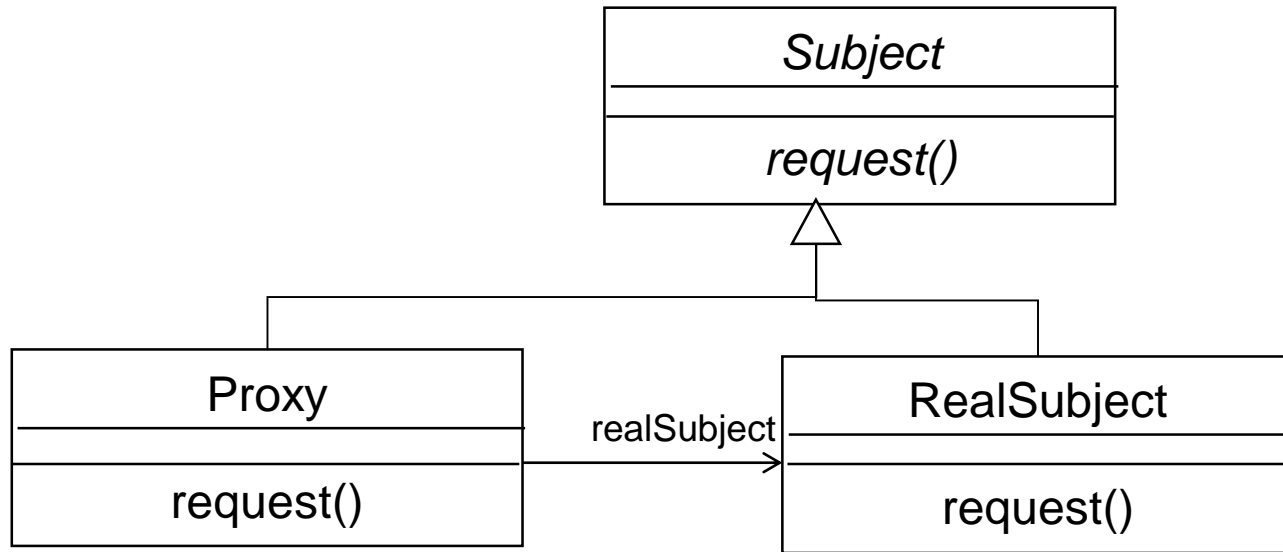 Subject
request()
Proxy
request()
realSubject
RealSubject
request()